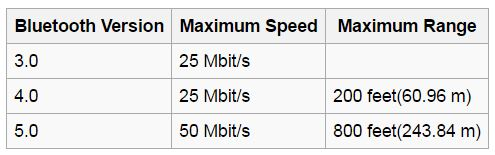 Bluetooth Version Maximum Speed Maximum Range
3.0 25 Mbit/s
4.0 25 Mbit/s 200 feet(60.96 m)
5.0 50 Mbit/s 800 feet(243.84 m)